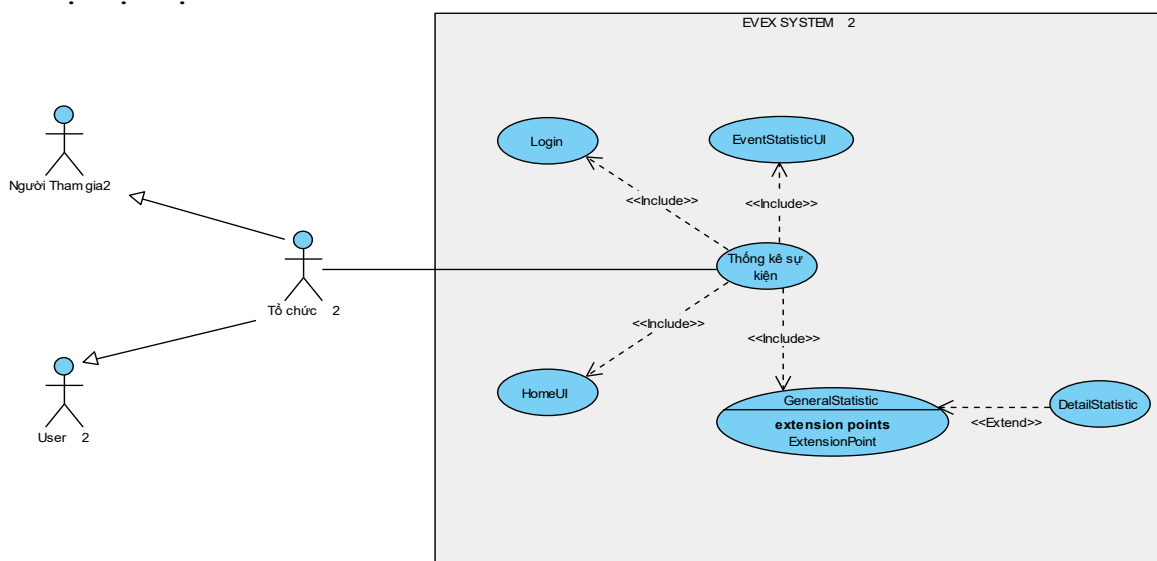 EVEX SYSTEM 2
Login
EventStatisticUI
Người Tham gia2
<<Include>>
<<Include>>
Thống kê sự
kiện
Tổ chức 2
<<Include>>
<<Include>>
HomeUI
GeneralStatistic
extension points
ExtensionPoint
DetailStatistic
<<Extend>>
User 2